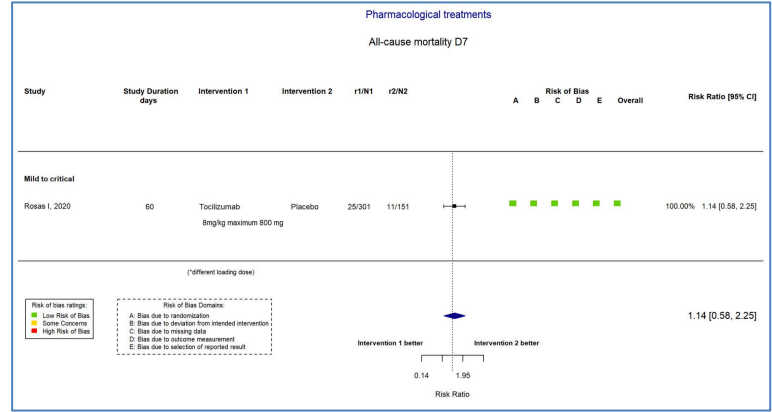 Pharmacological treatments
All-cause mortality D7
Study Study Duration days Intervention 1 Intervention 2 r1/N1 r2/N2 Risk of Bias A B C D E Overall Risk Ratio [95% CI]
Mild to critical
Rosas I, 2020 60 Tocilizumab Placebo 25/301 11/151 100.00% 1.14 [0.58, 2.25]
8mg/kg maximum 800 mg
(*different loading dose)
Risk of bias ratings:
Low Risk of Bias
Some Concerns
High Risk of Bias
Risk of Bias Domains:
A: Bias due to randomization
B: Bias due to deviation from intended intervention
C: Bias due to missing data
D: Bias due to outcome measurement
E: Bias due to selection of reported result
1.14 [0.58, 2.25]
Intervention 1 better Intervention 2 better
0.14 1.95
Risk Ratio